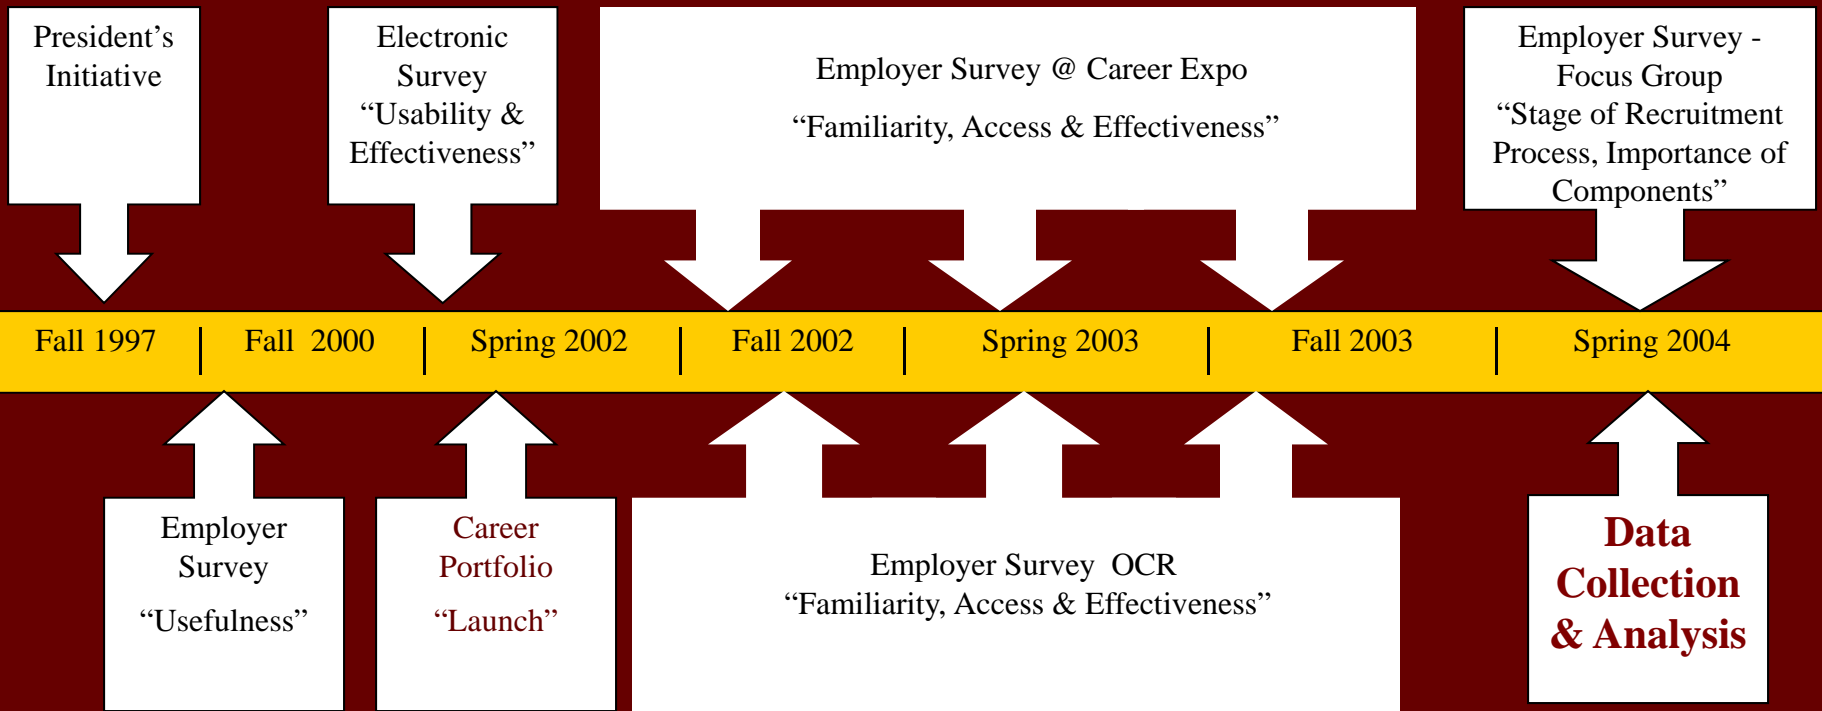 President’s
Initiative
Electronic
Survey
“Usability &
Effectiveness”
Employer Survey @ Career Expo
“Familiarity, Access & Effectiveness”
Employer Survey -
Focus Group
“Stage of Recruitment
Process, Importance of
Components”
Fall 1997
Fall  2000
Spring 2002
Fall 2002
Spring 2003
Fall 2003
Spring 2004
Employer
Survey
“Usefulness”
Career
Portfolio
“Launch”
Employer Survey  OCR
“Familiarity, Access & Effectiveness”
Data
Collection
& Analysis